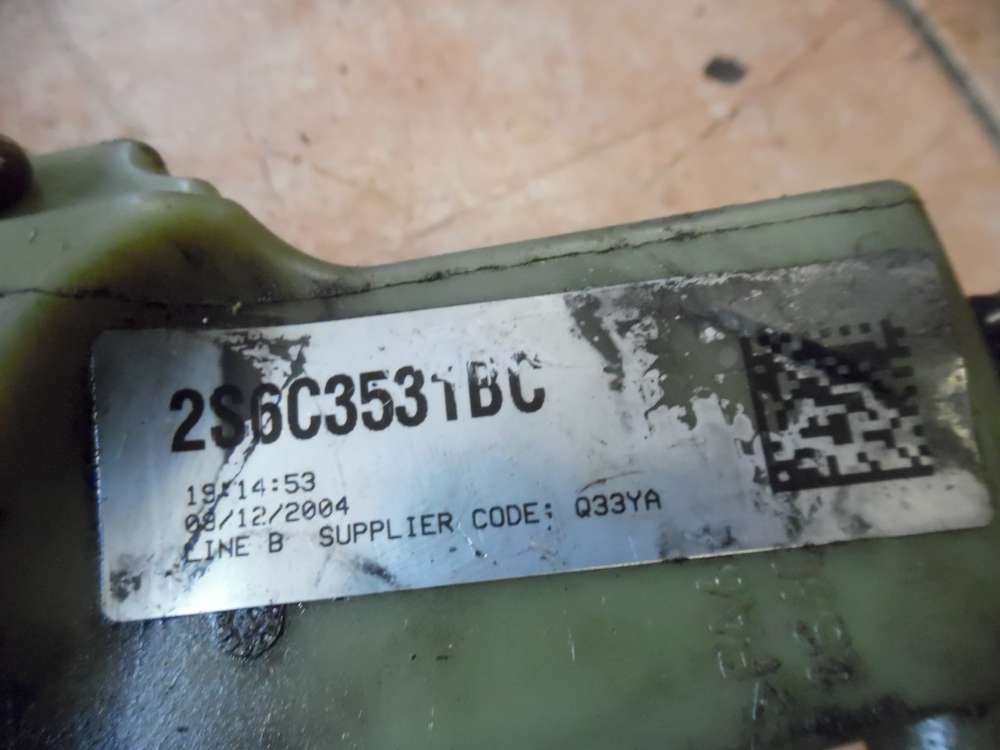 2S6C3531BC
19:14:53
08/12/2004
LINE B SUPPLIER CODE: Q33YA